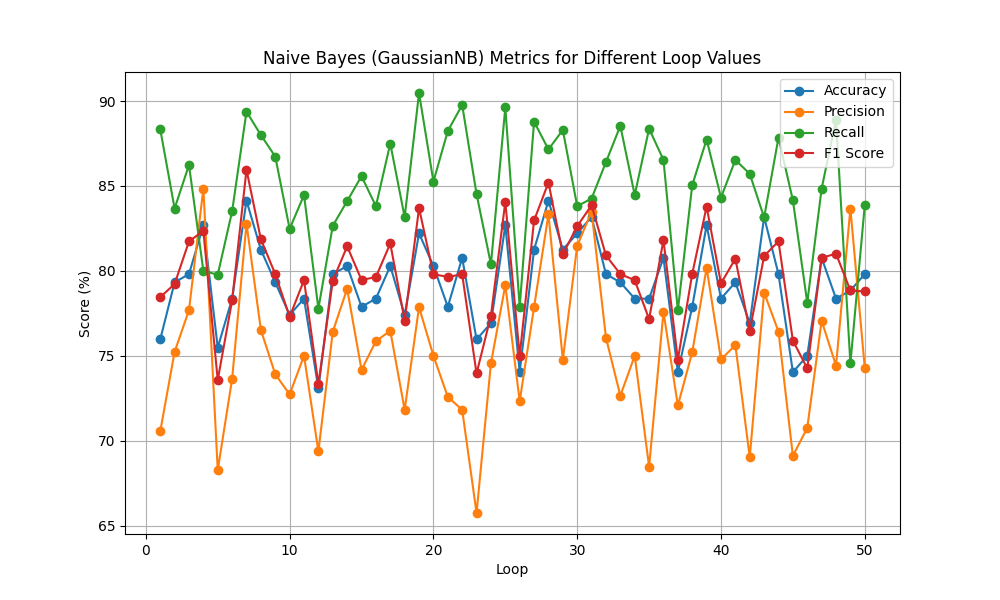 Naive Bayes (GaussianNB) Metrics for Different Loop Values
Accuracy
Precision
Recall
F1 Score
Score (%)
90
85
80
75
70
65
0 10 20 30 40 50
Loop